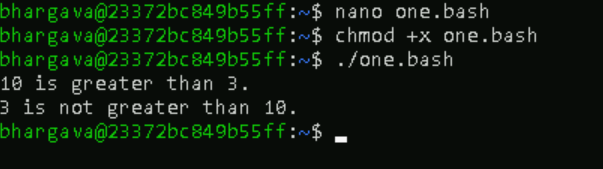 bhargava@23372bc849b55ff:~$ nano one.bash
bhargava@23372bc849b55ff:~$ chmod +x one.bash
bhargava@23372bc849b55ff:~$ ./one.bash
10 is greater than 3.
3 is not greater than 10.
bhargava@23372bc849b55ff:~$ _